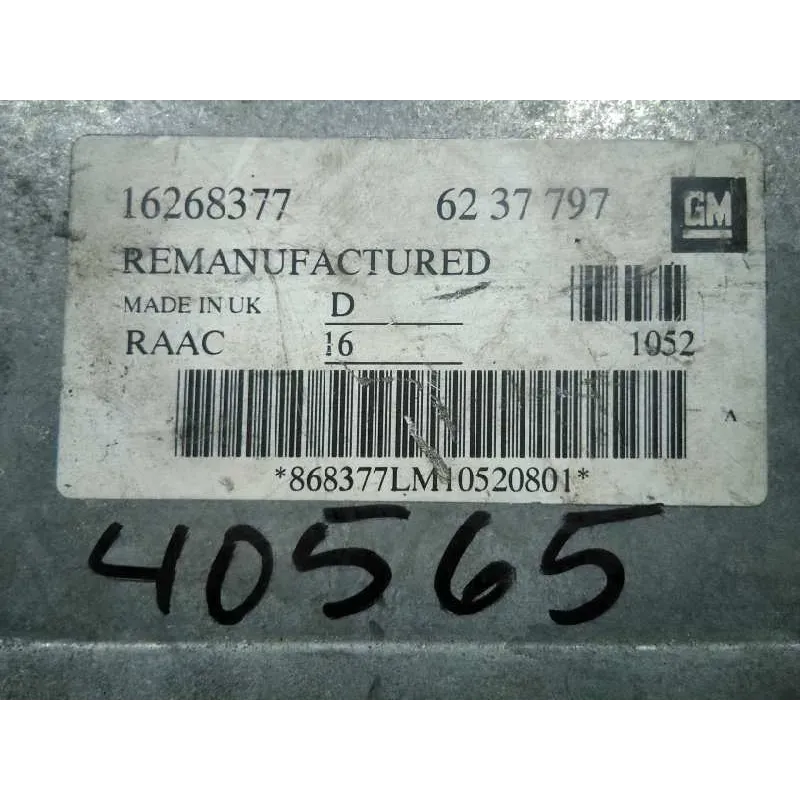 16268377 62 37 797 GM
REMANUFACTURED
MADE IN UK D
RAAC 16 1052
A
*868377LM10520801*
40565